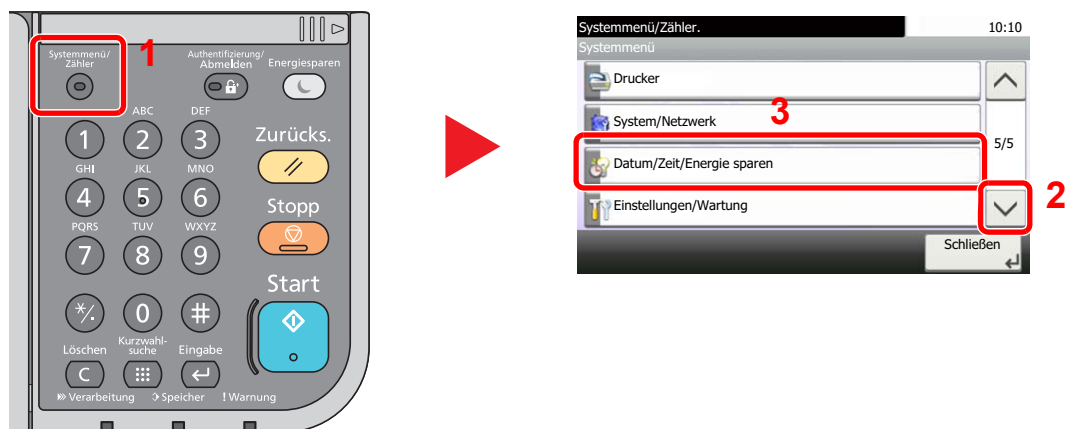 Systemmenü/
Zähler
1
Authentifizierung/
Abmelden
Energiesparen
ABC
DEF
1
2
3
Zurücks.
GHI
JKL
MNO
4
5
6
Stopp
PQRS
TUV
WXYZ
7
8
9
Start
*/.
0
#
Löschen
Kurzwahl-
suche
Eingabe
C
Verarbeitung
Speicher
! Warnung
Systemmenü/Zähler.
10:10
Systemmenü
Drucker
System/Netzwerk
3
5/5
Datum/Zeit/Energie sparen
Einstellungen/Wartung
2
Schließen